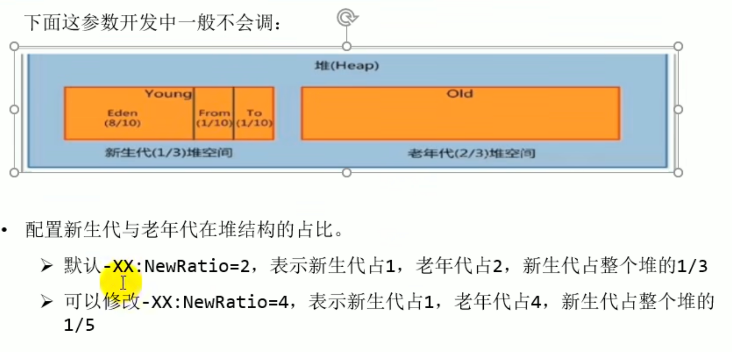 下面这参数开发中一般不会调：
堆(Heap)
Young
Old
Eden
(8/10)
From
(1/10)
To
(1/10)
新生代(1/3)堆空间
老年代(2/3)堆空间
• 配置新生代与老年代在堆结构的占比。
➢ 默认-XX:NewRatio=2，表示新生代占1，老年代占2，新生代占整个堆的1/3
➢ 可以修改-XX:NewRatio=4，表示新生代占1，老年代占4，新生代占整个堆的
1/5